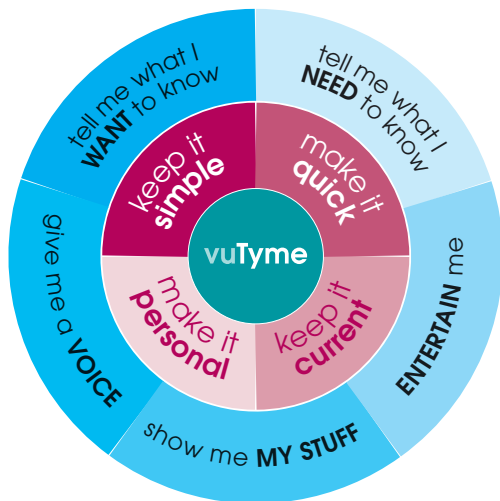 tell me what I
WANT to know
tell me what I
NEED to know
keep it
simple
make it
quick
vuTyme
give me a VOICE
ENTERTAIN me
make it
personal
keep it
current
show me MY STUFF